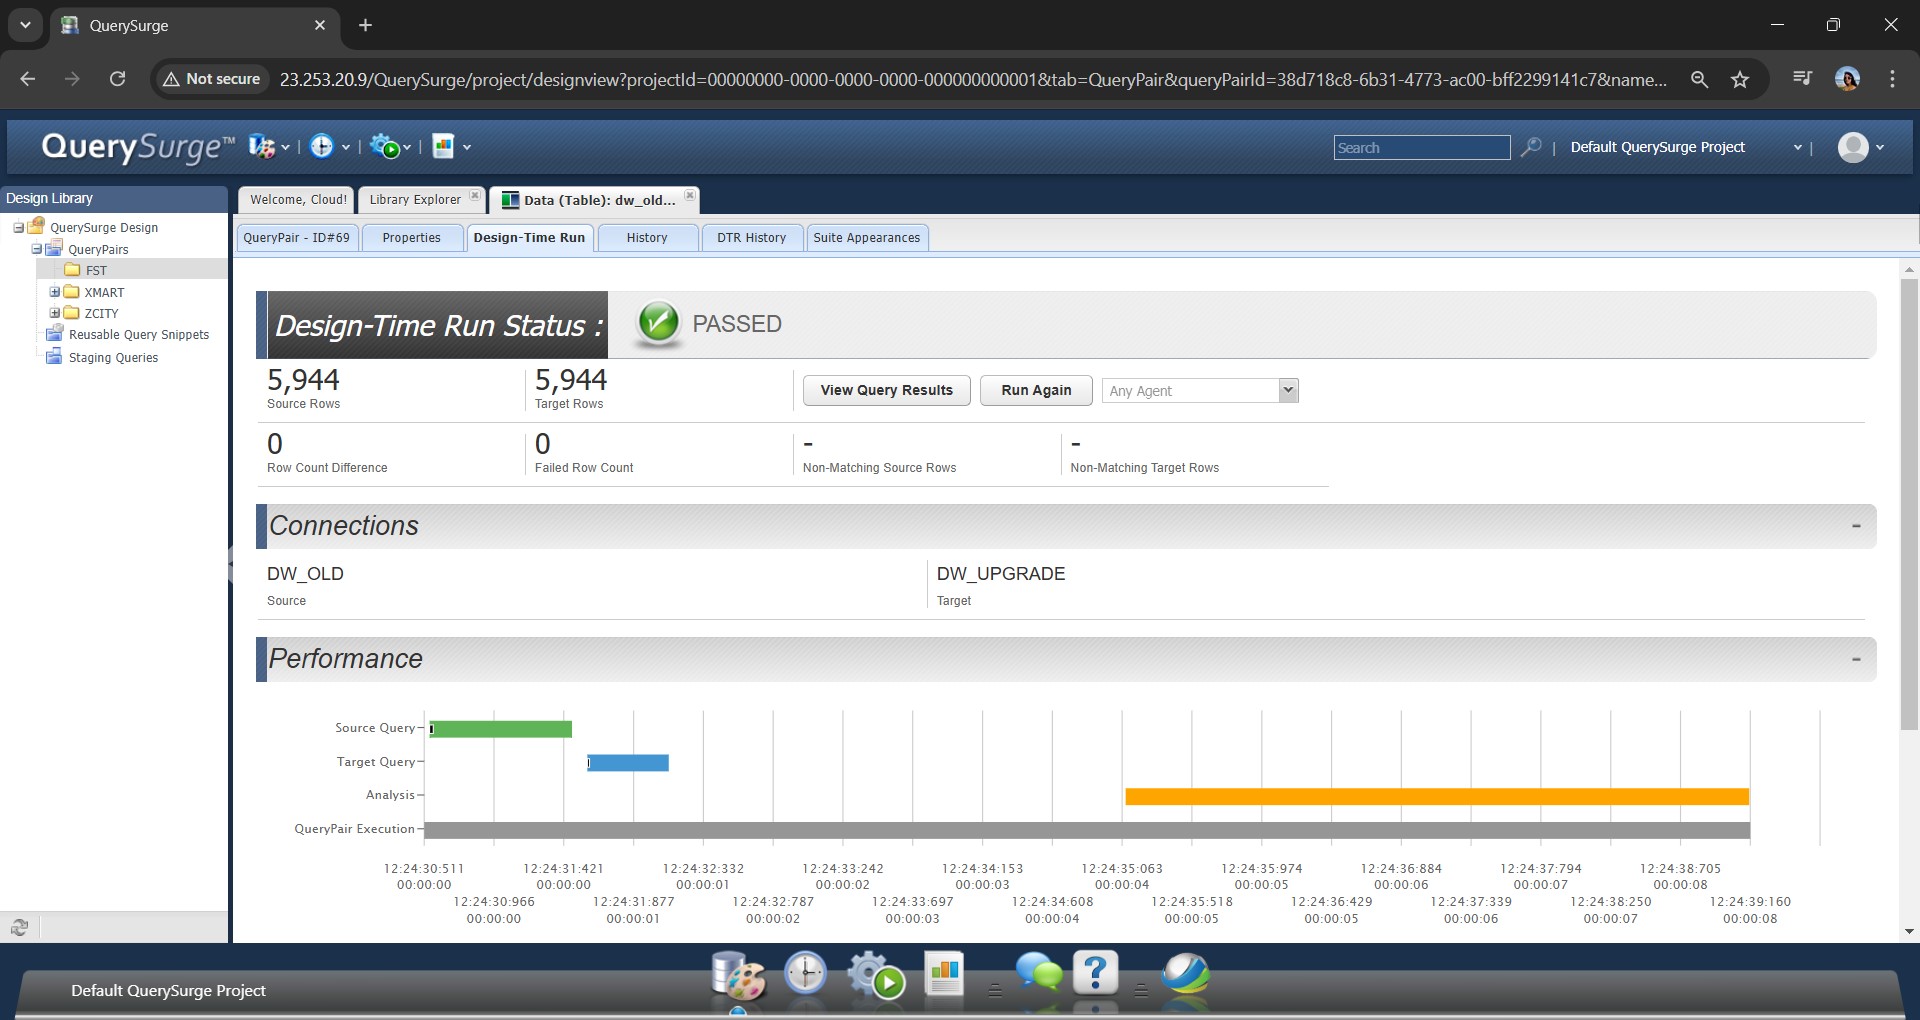 QuerySurge
Not secure
23.253.20.9/QuerySurge/project/designview?projectId=00000000-0000-0000-0000-000000000001&tab=QueryPair&queryPairId=38d718c8-6b31-4773-ac00-bff2299141c7&name...
QuerySurge™
Search
Default QuerySurge Project
Design Library
QuerySurge Design
QueryPairs
FST
XMART
ZCITY
Reusable Query Snippets
Staging Queries
Welcome, Cloud!
Library Explorer
Data (Table): dw_old...
QueryPair - ID#69
Properties
Design-Time Run
History
DTR History
Suite Appearances
Design-Time Run Status :
PASSED
5,944
Source Rows
5,944
Target Rows
View Query Results
Run Again
Any Agent
0
Row Count Difference
0
Failed Row Count
-
Non-Matching Source Rows
-
Non-Matching Target Rows
Connections
DW_OLD
Source
DW_UPGRADE
Target
Performance
Source Query
Target Query
Analysis
QueryPair Execution
12:24:30:511 12:24:31:421 12:24:32:332 12:24:33:242 12:24:34:153 12:24:35:063 12:24:35:974 12:24:36:884 12:24:37:794 12:24:38:705
00:00:00 00:00:00 00:00:01 00:00:02 00:00:03 00:00:04 00:00:05 00:00:06 00:00:07 00:00:08
12:24:30:966 12:24:31:877 12:24:32:787 12:24:33:697 12:24:34:608 12:24:35:518 12:24:36:429 12:24:37:339 12:24:38:250 12:24:39:160
00:00:00 00:00:01 00:00:02 00:00:03 00:00:04 00:00:05 00:00:05 00:00:06 00:00:07 00:00:08
Default QuerySurge Project